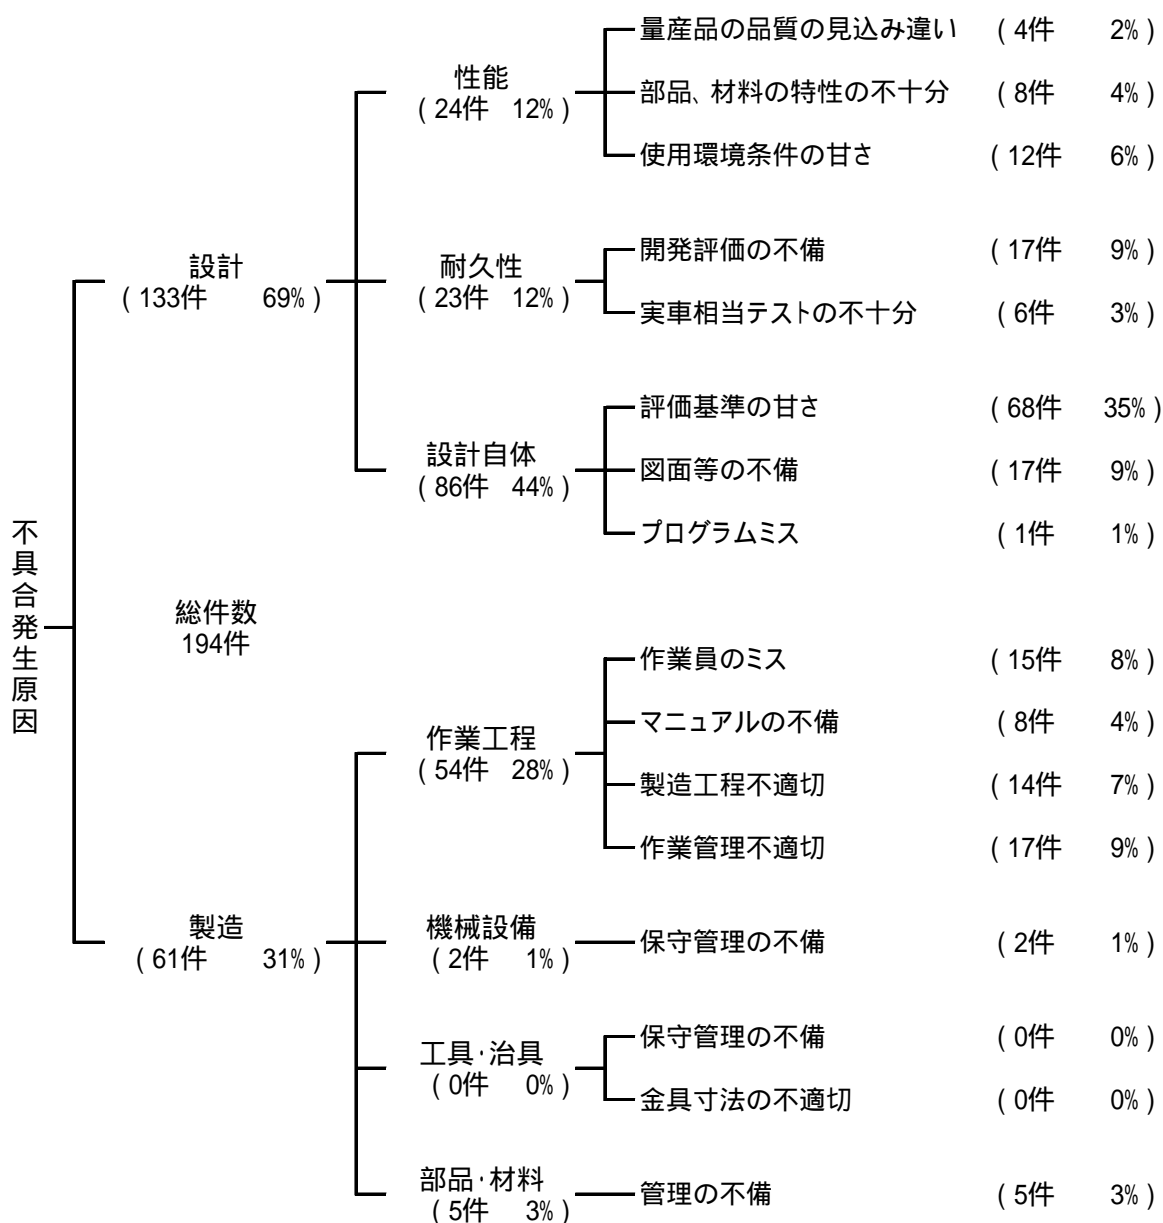 不具合発生原因
総件数
194件
設計
(133件 69%)
性能
(24件 12%)
量産品の品質の見込み違い (4件 2%)
部品、材料の特性の不十分 (8件 4%)
使用環境条件の甘さ (12件 6%)
耐久性
(23件 12%)
開発評価の不備 (17件 9%)
実車相当テストの不十分 (6件 3%)
設計自体
(86件 44%)
評価基準の甘さ (68件 35%)
図面等の不備 (17件 9%)
プログラムミス (1件 1%)
製造
(61件 31%)
作業工程
(54件 28%)
作業員のミス (15件 8%)
マニュアルの不備 (8件 4%)
製造工程不適切 (14件 7%)
作業管理不適切 (17件 9%)
機械設備
(2件 1%)
保守管理の不備 (2件 1%)
工具・治具
(0件 0%)
保守管理の不備 (0件 0%)
金具寸法の不適切 (0件 0%)
部品・材料
(5件 3%)
管理の不備 (5件 3%)